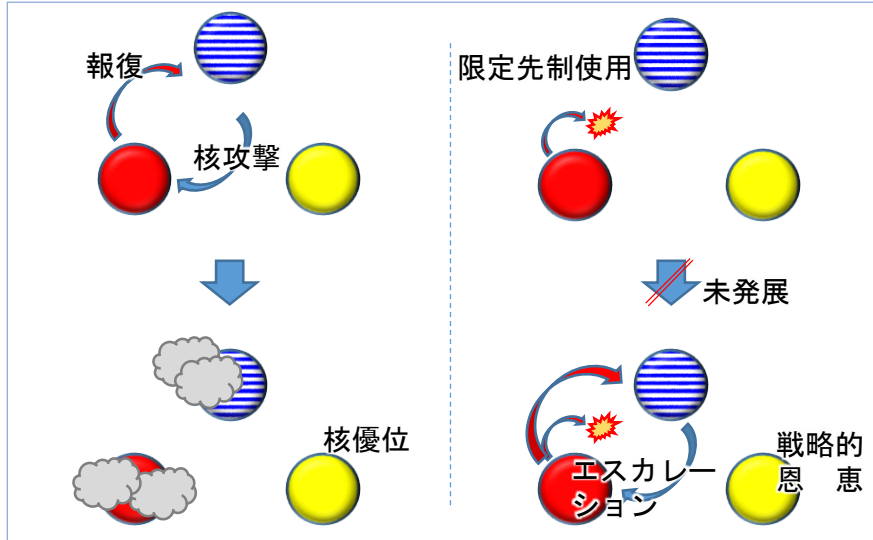 報復
核攻撃
核優位
限定先制使用
未発展
エスカレー
ション
戦略的
恩　恵